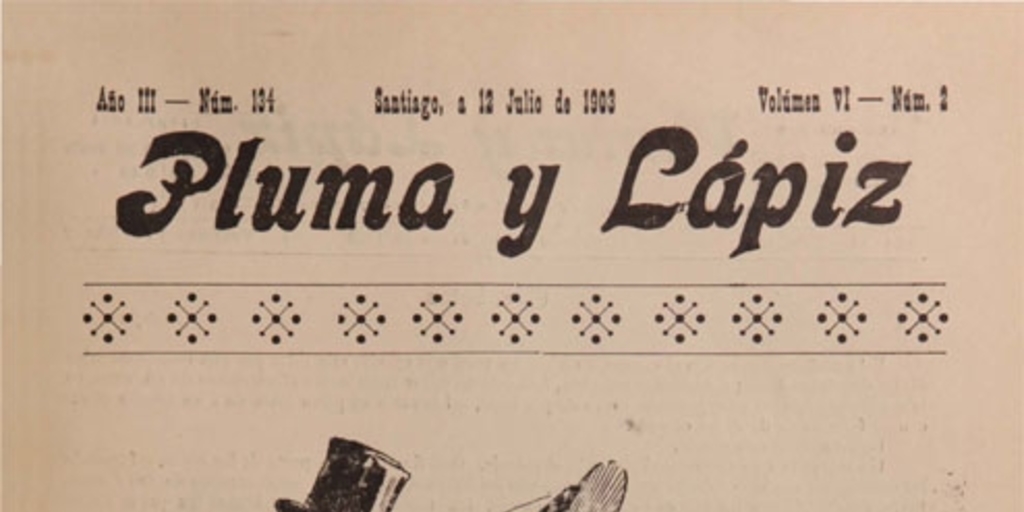 Año III — Núm. 134 Santiago, a 12 Julio de 1903 Volúmen VI — Núm. 2
Pluma y Lápiz